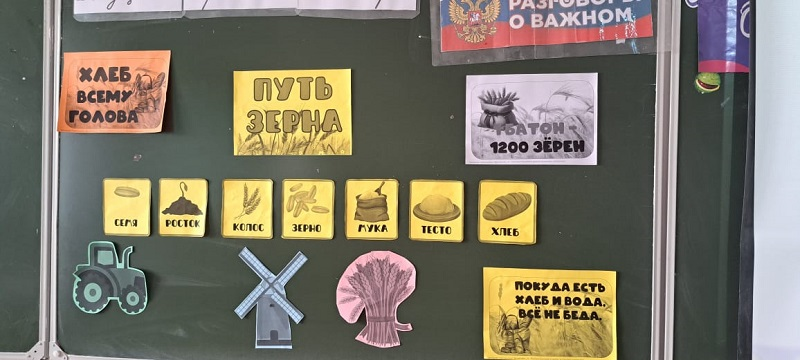 РАЗГОВОРЫ
О ВАЖНОМ
ХЛЕБ
ВСЕМУ
ГОЛОВА
ПУТЬ
ЗЕРНА
1 БАТОН -
1200 ЗЁРЕН
СЕМЯ
РОСТОК
КОЛОС
ЗЕРНО
МУКА
ТЕСТО
ХЛЕБ
ПОКУДА ЕСТЬ
ХЛЕБ И ВОДА,
ВСЁ НЕ БЕДА.